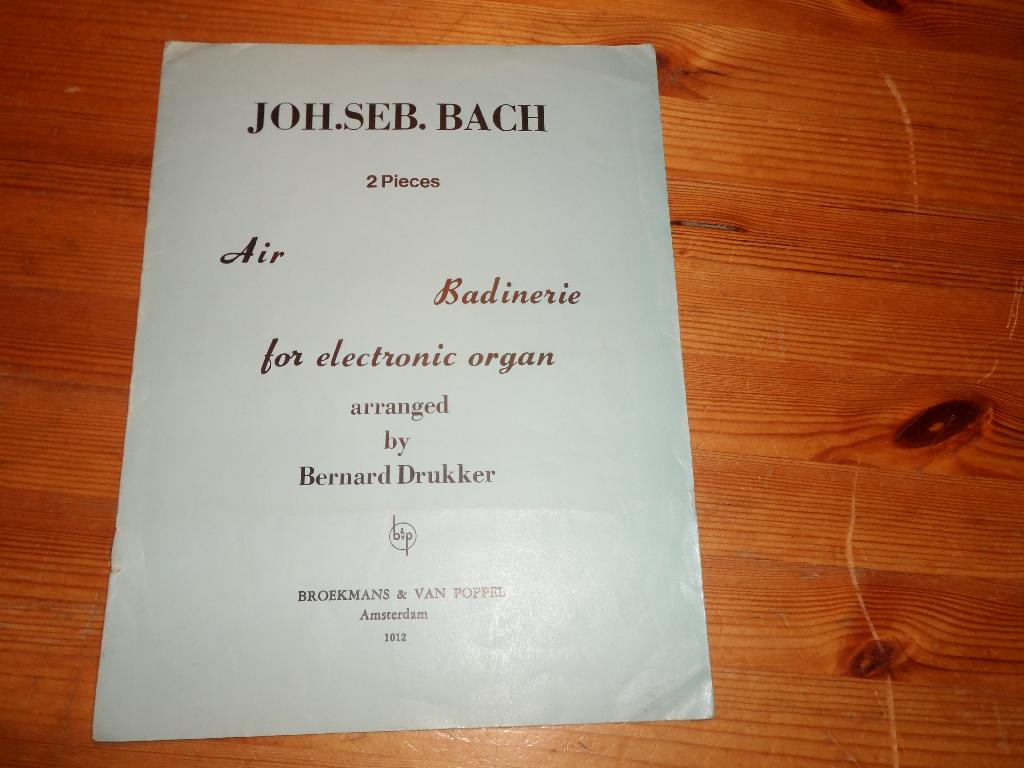 JOH.SEB. BACH
2 Pieces
Air
Badinerie
for electronic organ
arranged
by
Bernard Drukker
b&vp
BROEKMANS & VAN POPPEL
Amsterdam
1012